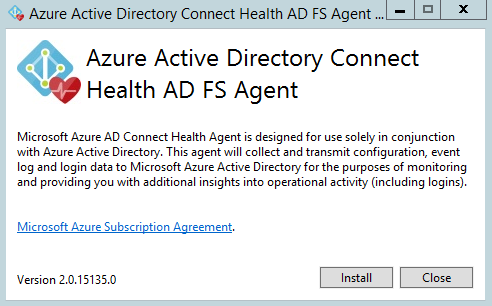 Azure Active Directory Connect Health AD FS Agent ...
Azure Active Directory Connect
Health AD FS Agent
Microsoft Azure AD Connect Health Agent is designed for use solely in conjunction
with Azure Active Directory. This agent will collect and transmit configuration, event
log and login data to Microsoft Azure Active Directory for the purposes of monitoring
and providing you with additional insights into operational activity (including logins).
Microsoft Azure Subscription Agreement.
Version 2.0.15135.0
Install
Close